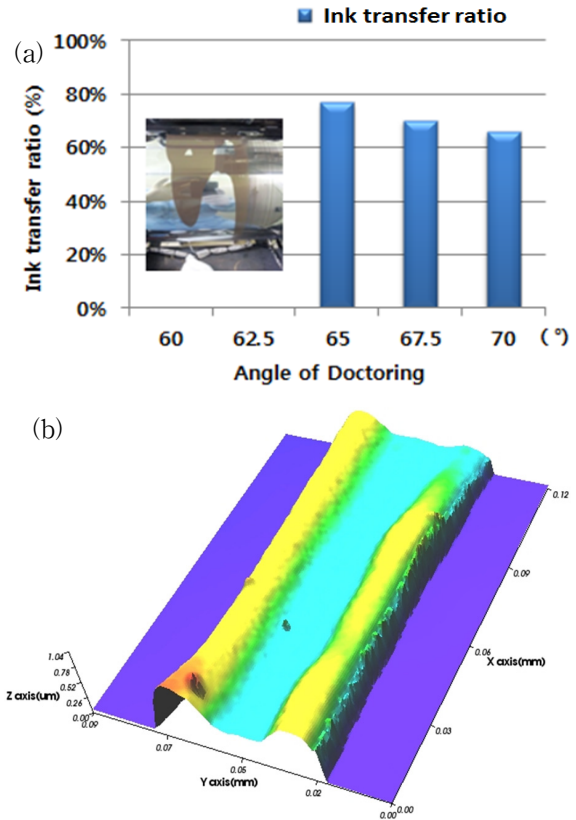 Ink transfer ratio
(a)
100%
80%
60%
40%
20%
0%
Ink transfer ratio (%)
60 62.5 65 67.5 70 (°)
Angle of Doctoring
(b)
0.12
0.09
X axis(mm)
0.06
0.03
0.00
1.04
0.78
0.52
0.26
0.00
Z axis(um)
0.09
0.07
0.05
Y axis(mm)
0.02
0.00